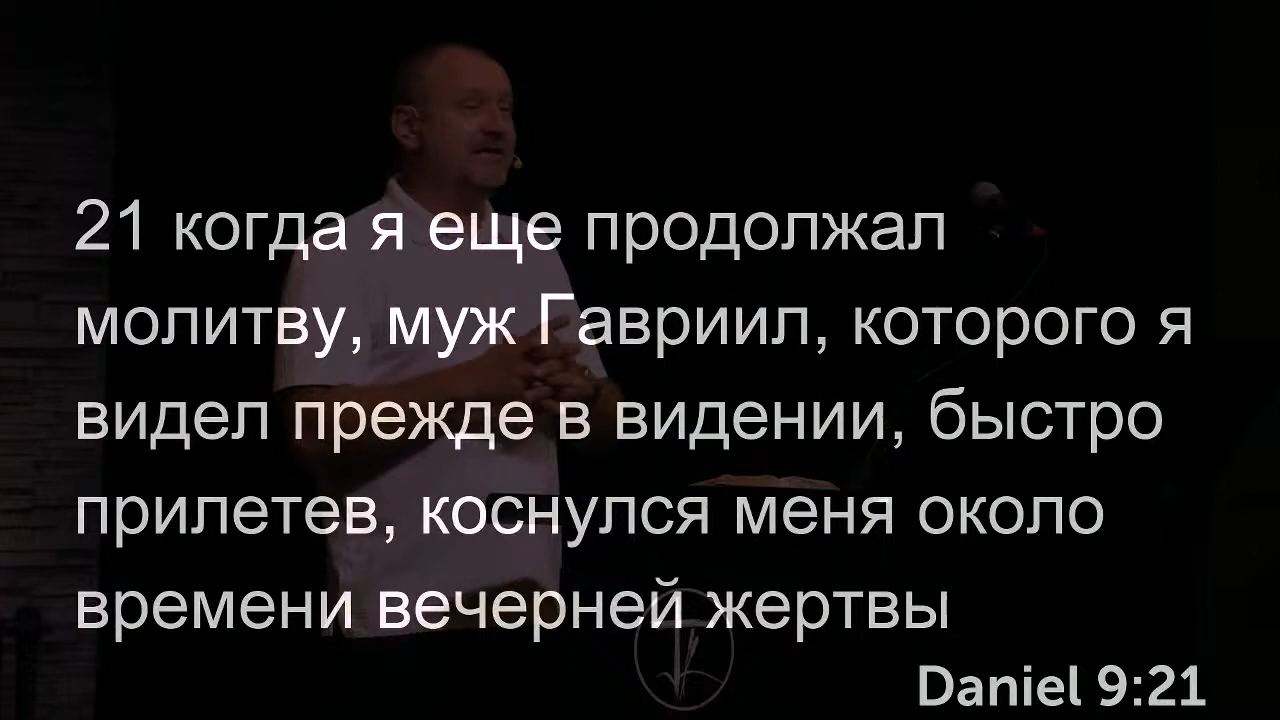 21 когда я еще продолжал
молитву, муж Гавриил, которого я
видел прежде в видении, быстро
прилетев, коснулся меня около
времени вечерней жертвы
Daniel 9:21